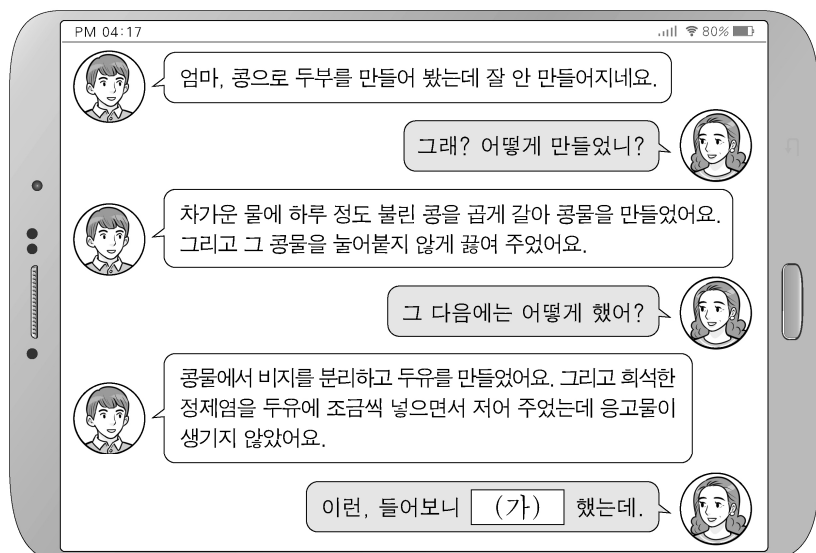 PM 04:17
80%
엄마, 콩으로 두부를 만들어 봤는데 잘 안 만들어지네요.
그래? 어떻게 만들었니?
차가운 물에 하루 정도 불린 콩을 곱게 갈아 콩물을 만들었어요.
그리고 그 콩물을 눌어붙지 않게 끓여 주었어요.
그 다음에는 어떻게 했어?
콩물에서 비지를 분리하고 두유를 만들었어요. 그리고 희석한
정제염을 두유에 조금씩 넣으면서 저어 주었는데 응고물이
생기지 않았어요.
이런, 들어보니 (가) 했는데.